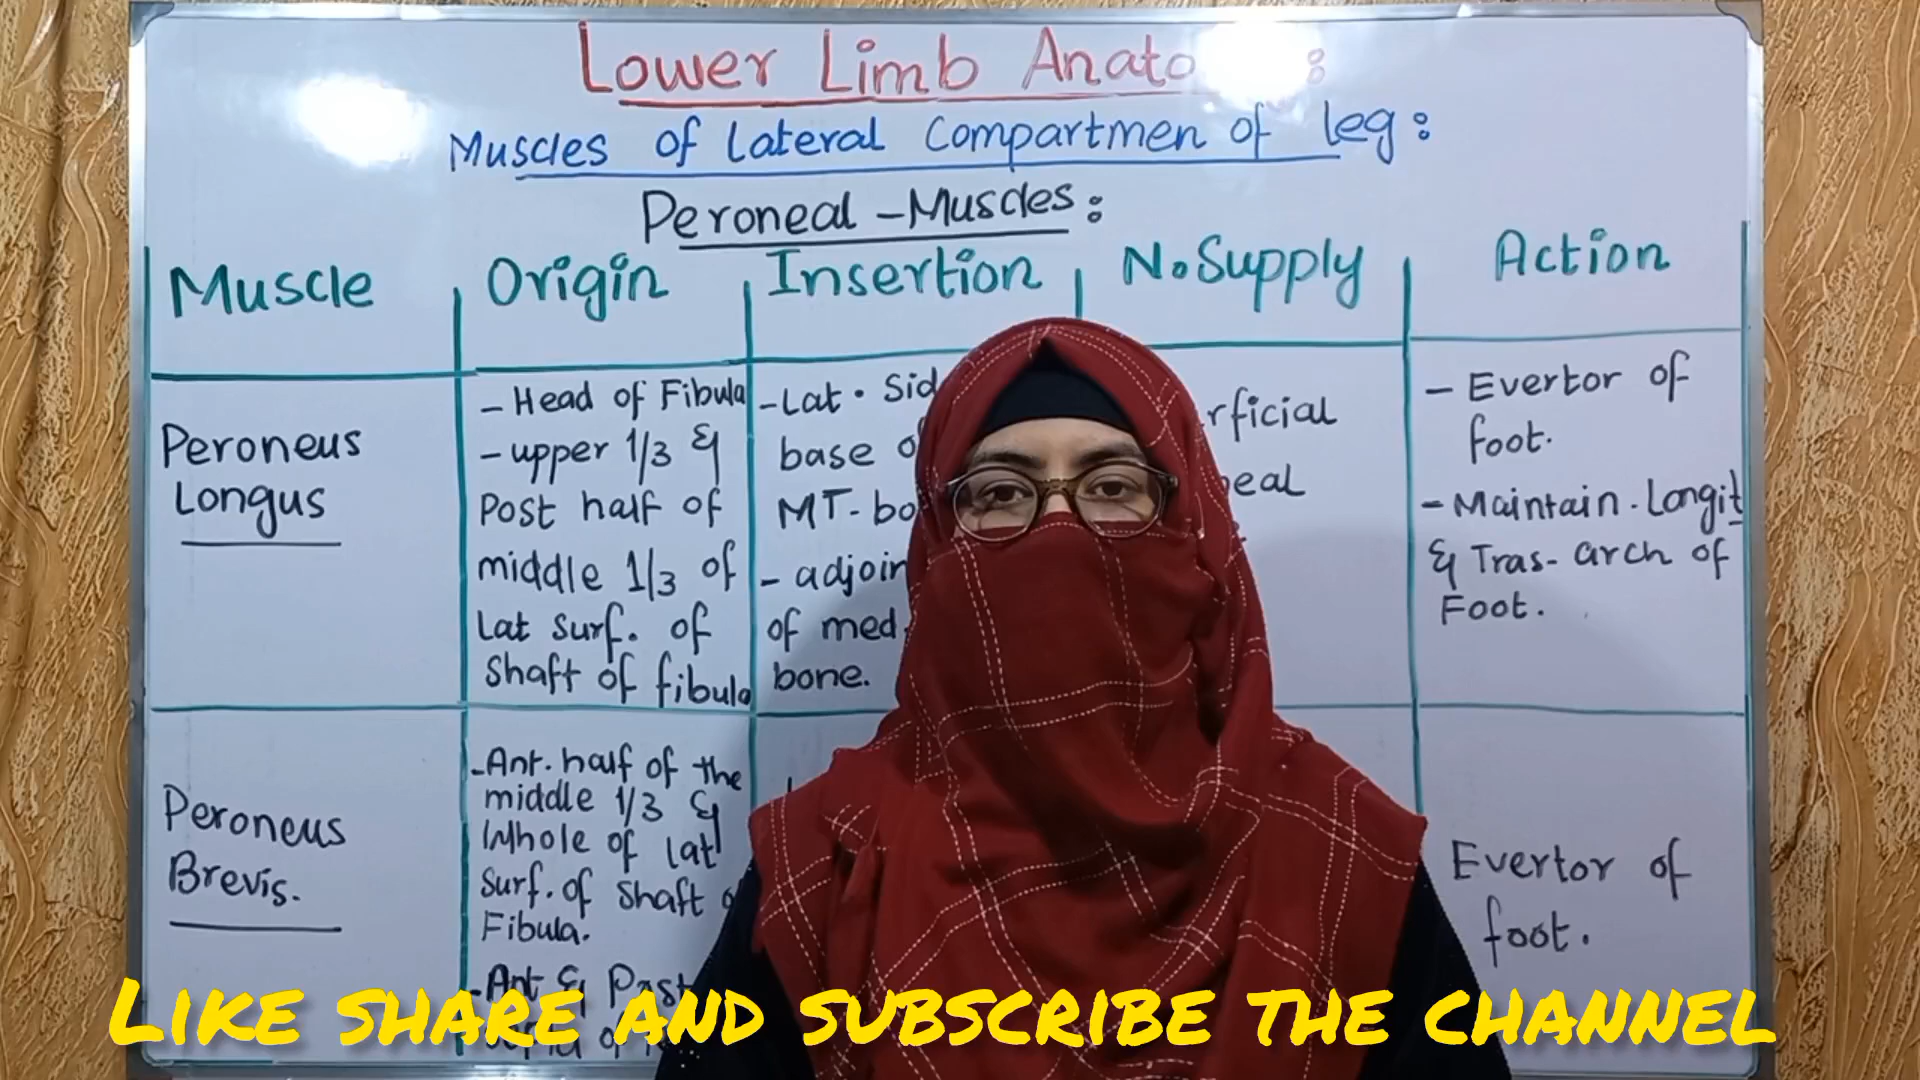 Lower Limb Anato :
Muscles of Lateral Compartmen of leg:
Peroneal - Muscles:
Muscle
Origin
Insertion
N. Supply
Action
Peroneus
Longus
- Head of Fibula
- upper 1/3 &
Post half of
middle 1/3 of
Lat Surf. of
Shaft of fibula
- Lat. Sid
base o
MT-bo
- adjoin
of med.
bone.
rficial
eal
- Evertor of
foot.
- Maintain. Longit
& Tras- arch of
Foot.
Peroneus
Brevis.
- Ant. half of the
middle 1/3 &
Whole of lat
Surf. of Shaft o
Fibula.
- Ant & Post
Evertor of
foot.
LIKE SHARE AND SUBSCRIBE THE CHANNEL